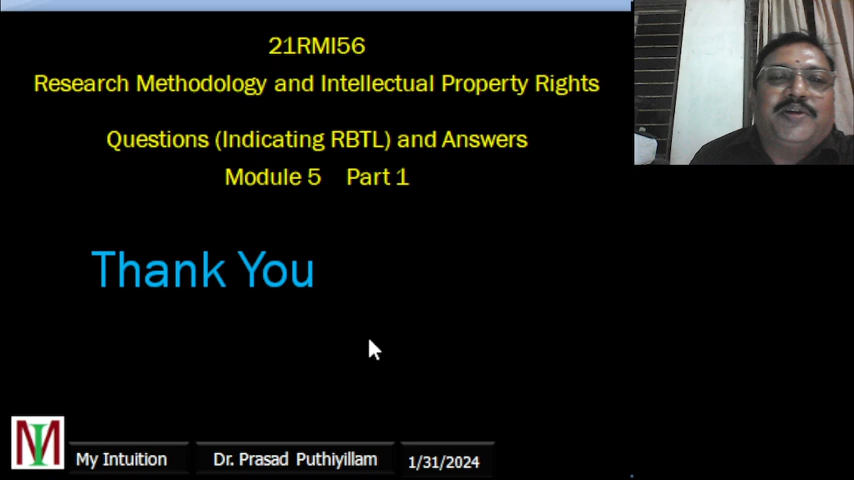 21RMI56
Research Methodology and Intellectual Property Rights
Questions (Indicating RBTL) and Answers
Module 5 Part 1
Thank You
MI
My Intuition
Dr. Prasad Puthiyillam
1/31/2024